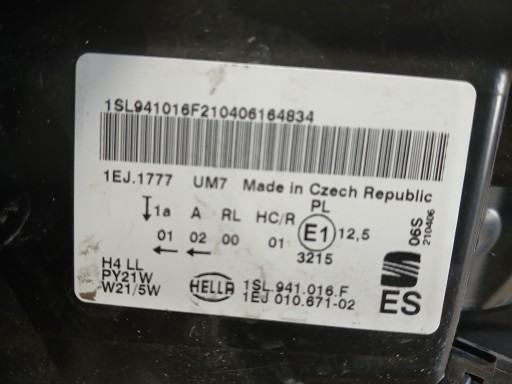 1SL941016F210406164834
1EJ.1777 UM7 Made in Czech Republic
1a A RL HC/R PL
01 02 00 01 E1 12,5
3215
06S
210406
H4 LL
PY21W
W21/5W
HELLA
1SL.941.016.F
1EJ 010.671-02
ES